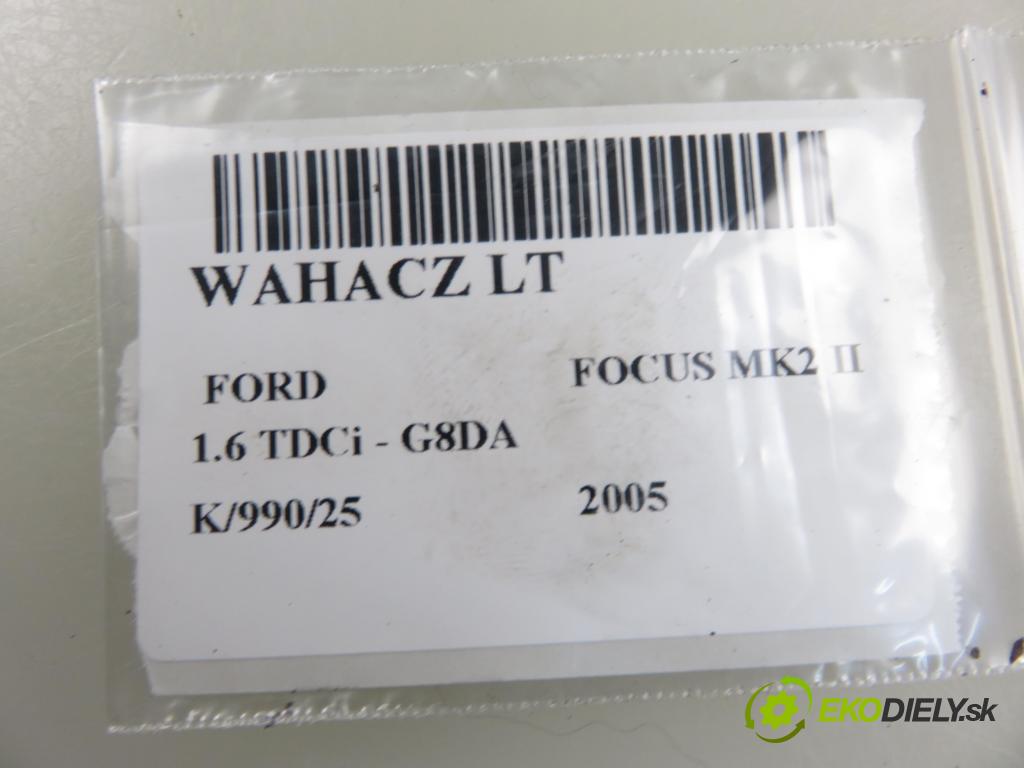 WAHACZ LT
FORD FOCUS MK2 II
1.6 TDCi - G8DA
K/990/25 2005
EKODIELY.sk